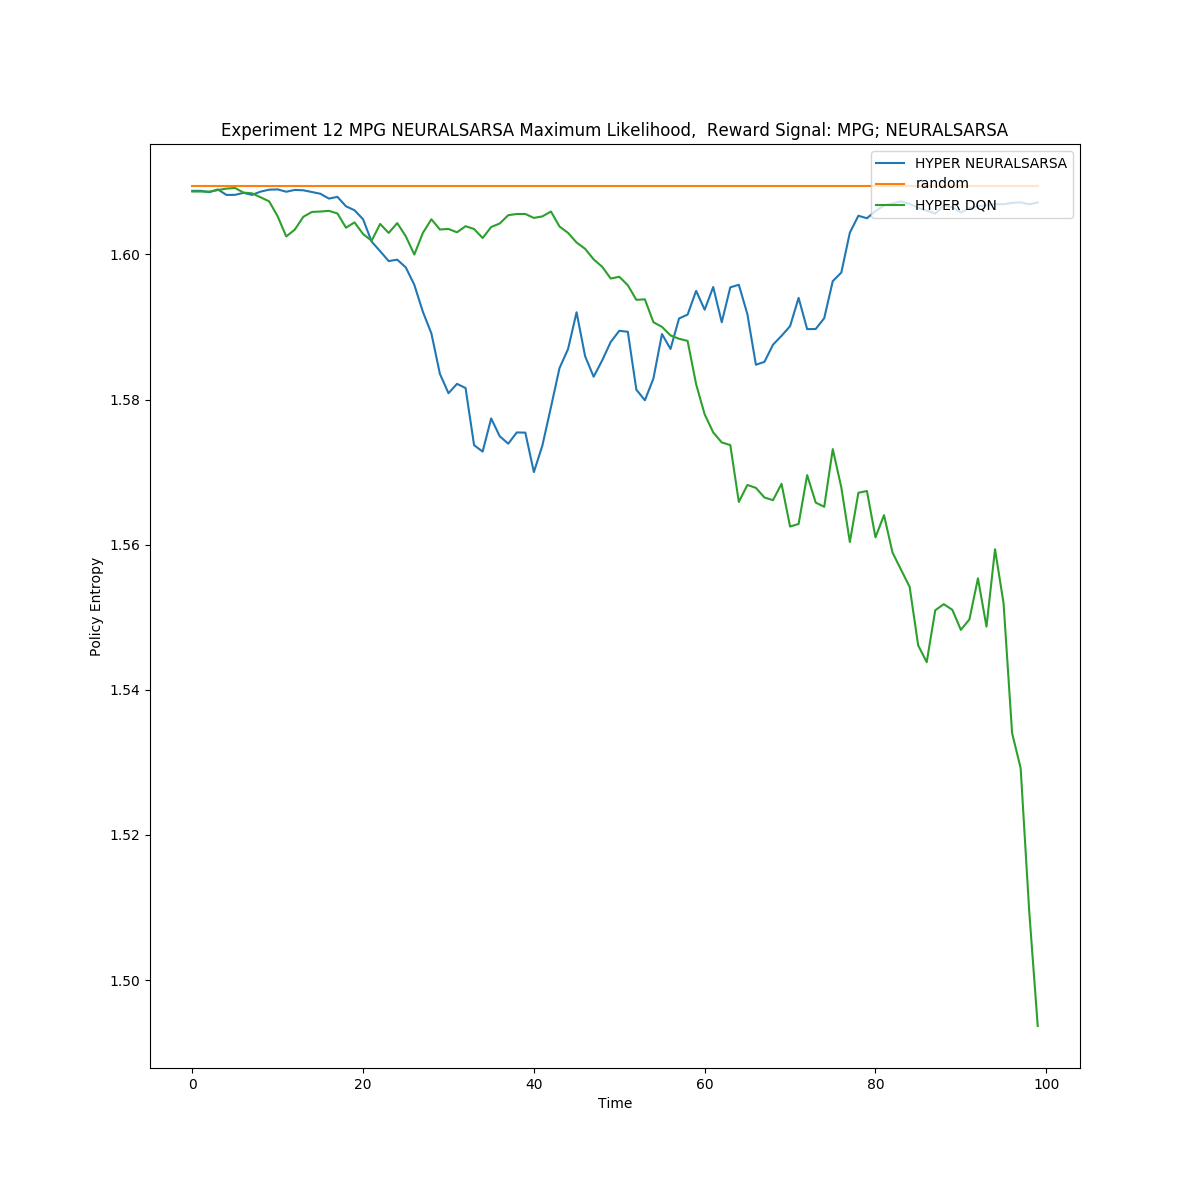 Experiment 12 MPG NEURALSARSA Maximum Likelihood,  Reward Signal: MPG; NEURALSARSA
HYPER NEURALSARSA
random
HYPER DQN
1.60
1.58
1.56
1.54
1.52
1.50
Policy Entropy
0 20 40 60 80 100
Time